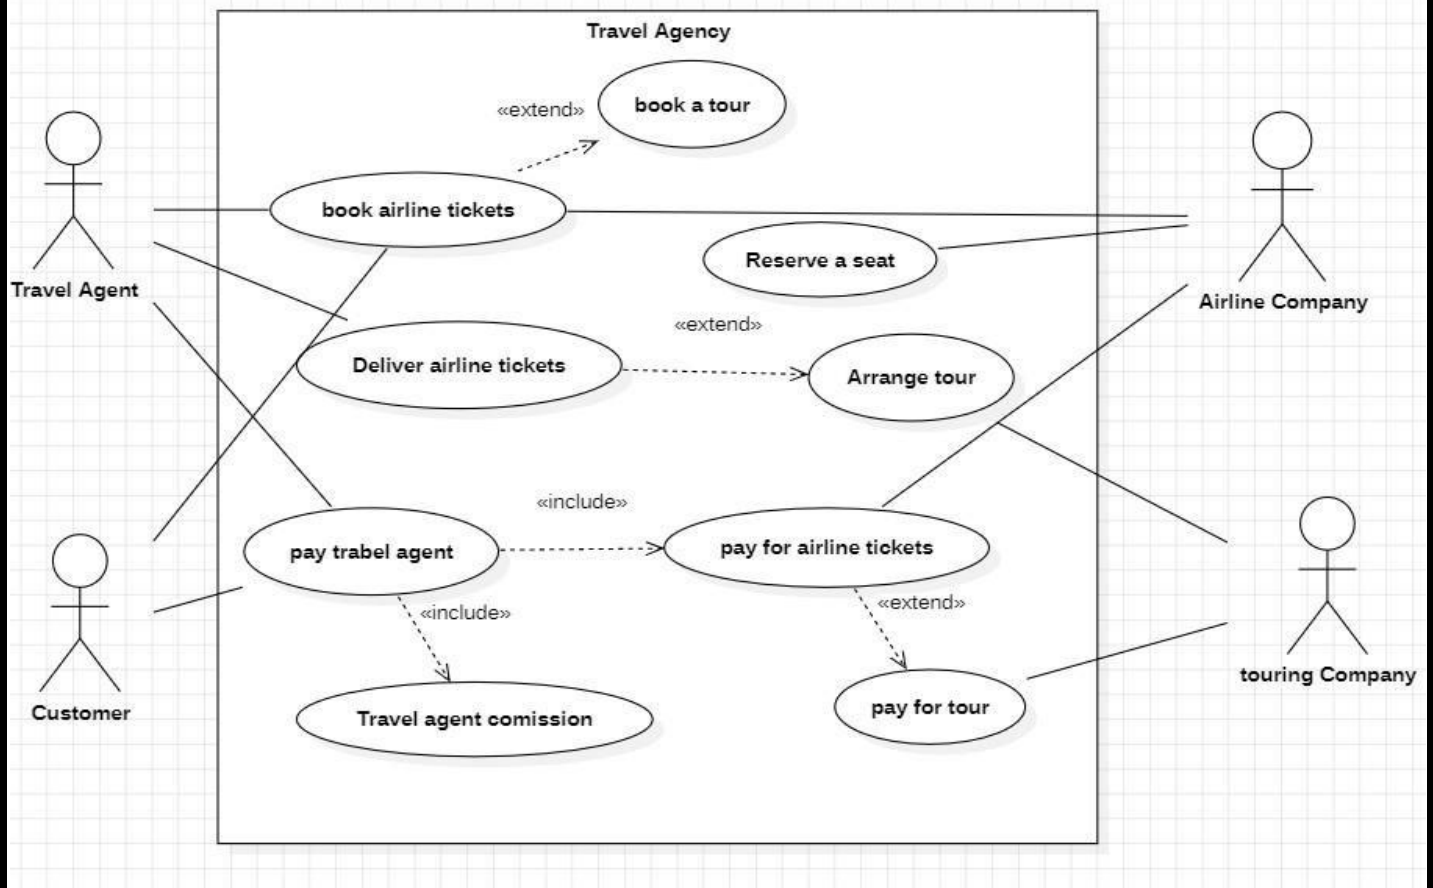 Travel Agency
«extend»
book a tour
book airline tickets
Reserve a seat
Travel Agent
Airline Company
«extend»
Deliver airline tickets
Arrange tour
«include»
pay trabel agent
pay for airline tickets
«include»
«extend»
touring Company
Customer
Travel agent comission
pay for tour